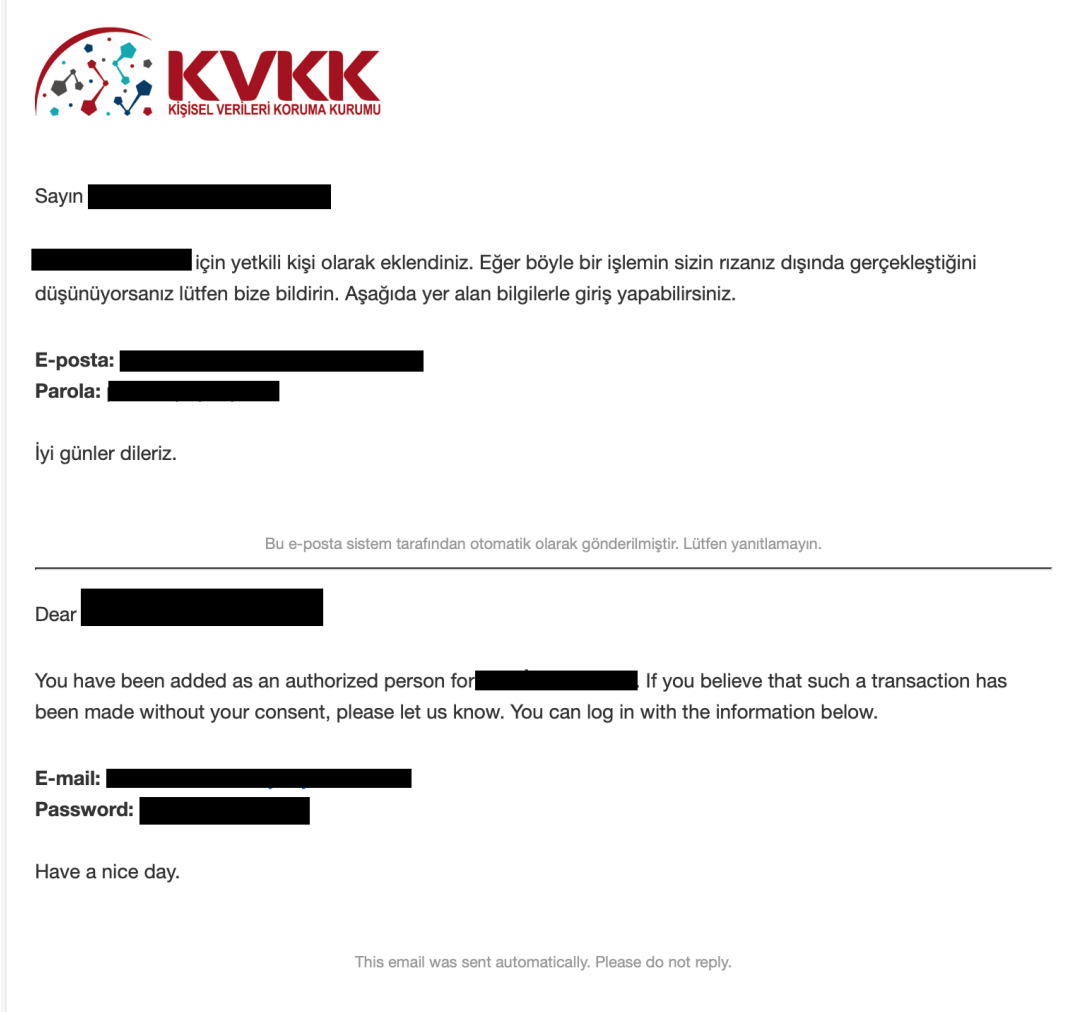 KVKK
KİŞİSEL VERİLERİ KORUMA KURUMU
Sayın
için yetkili kişi olarak eklendiniz. Eğer böyle bir işlemin sizin rızanız dışında gerçekleştiğini
düşünüyorsanız lütfen bize bildirin. Aşağıda yer alan bilgilerle giriş yapabilirsiniz.
E-posta:
Parola:
İyi günler dileriz.
Bu e-posta sistem tarafından otomatik olarak gönderilmiştir. Lütfen yanıtlamayın.
Dear
You have been added as an authorized person for . If you believe that such a transaction has
been made without your consent, please let us know. You can log in with the information below.
E-mail:
Password:
Have a nice day.
This email was sent automatically. Please do not reply.